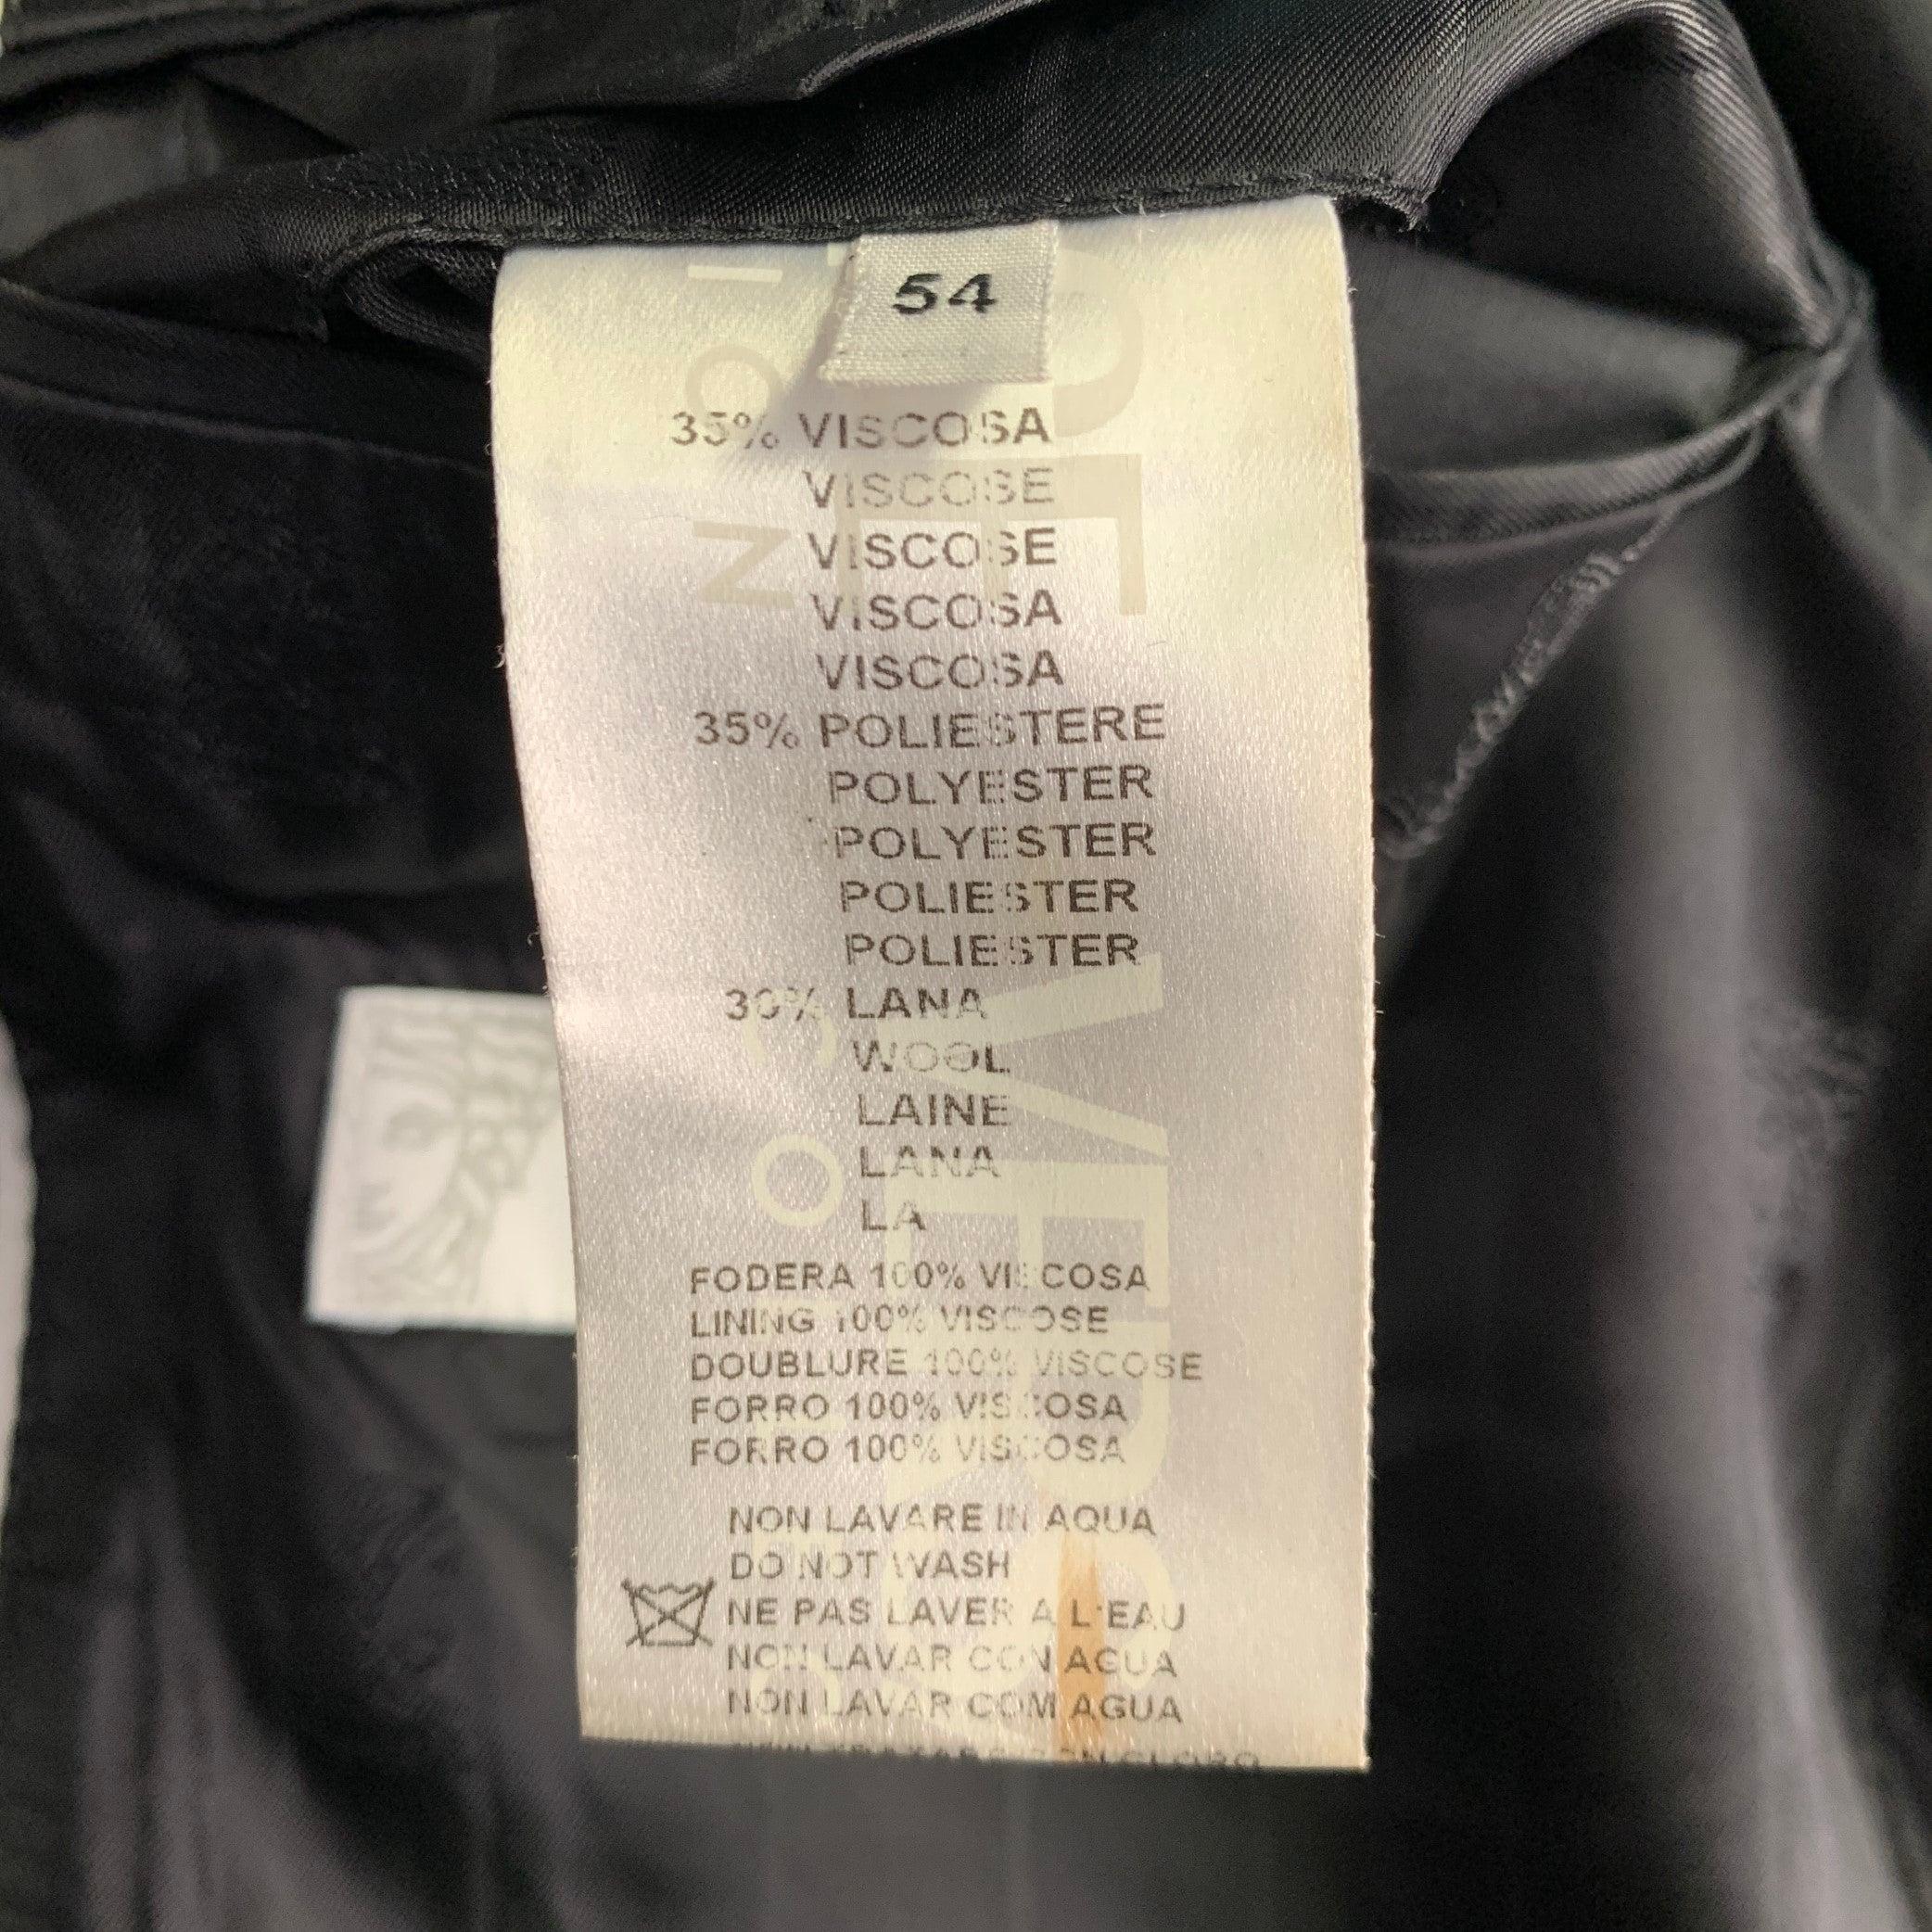 54
35% VISCOSA
VISCOSE
VISCOSE
VISCOSA
VISCOSA
35% POLIESTERE
POLYESTER
POLYESTER
POLIESTER
POLIESTER
30% LANA
WOOL
LAINE
LANA
LA
FODERA 100% VISCOSA
LINING 100% VISCOSE
DOUBLURE 100% VISCOSE
FORRO 100% VISCOSA
FORRO 100% VISCOSA
NON LAVARE IN AQUA
DO NOT WASH
NE PAS LAVER A L'EAU
NON LAVAR CON AGUA
NON LAVAR COM AGUA